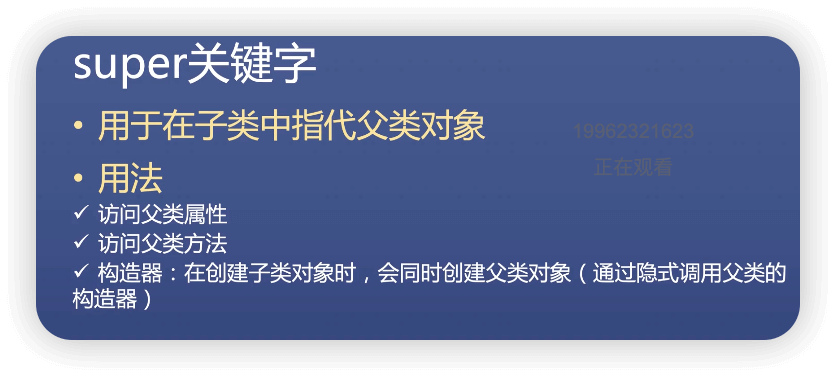 super关键字
• 用于在子类中指代父类对象
19962321623
正在观看
• 用法
✓ 访问父类属性
✓ 访问父类方法
✓ 构造器：在创建子类对象时，会同时创建父类对象（通过隐式调用父类的
构造器）